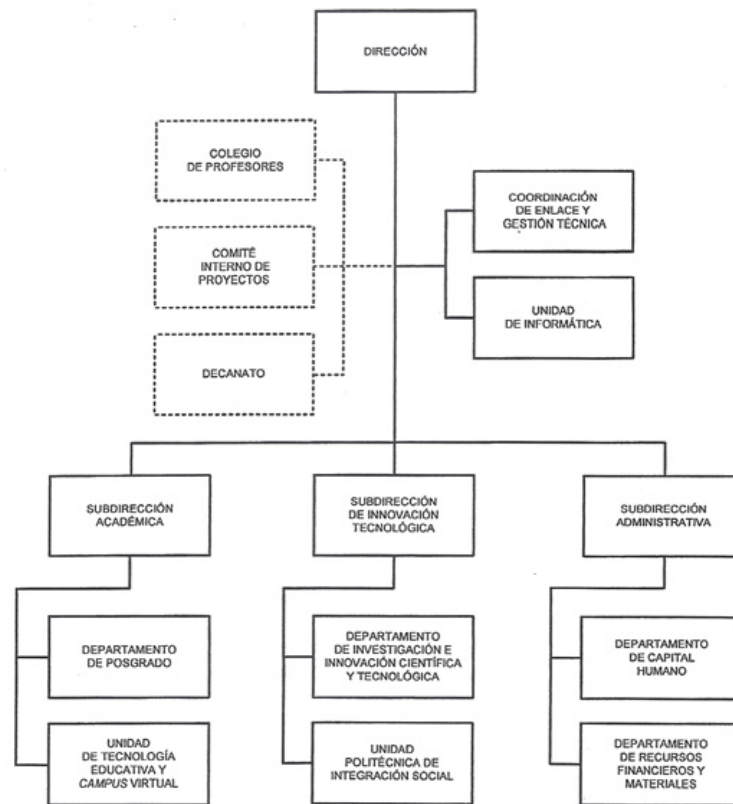 DIRECCIÓN
COLEGIO
DE PROFESORES
COORDINACIÓN
DE ENLACE Y
GESTIÓN TÉCNICA
COMITÉ
INTERNO DE
PROYECTOS
UNIDAD
DE INFORMÁTICA
DECANATO
SUBDIRECCIÓN
ACADÉMICA
SUBDIRECCIÓN
DE INNOVACIÓN
TECNOLÓGICA
SUBDIRECCIÓN
ADMINISTRATIVA
DEPARTAMENTO
DE POSGRADO
DEPARTAMENTO
DE INVESTIGACIÓN E
INNOVACIÓN CIENTÍFICA
Y TECNOLÓGICA
DEPARTAMENTO
DE CAPITAL
HUMANO
UNIDAD
DE TECNOLOGÍA
EDUCATIVA Y
CAMPUS VIRTUAL
UNIDAD
POLITÉCNICA DE
INTEGRACIÓN SOCIAL
DEPARTAMENTO
DE RECURSOS
FINANCIEROS Y
MATERIALES